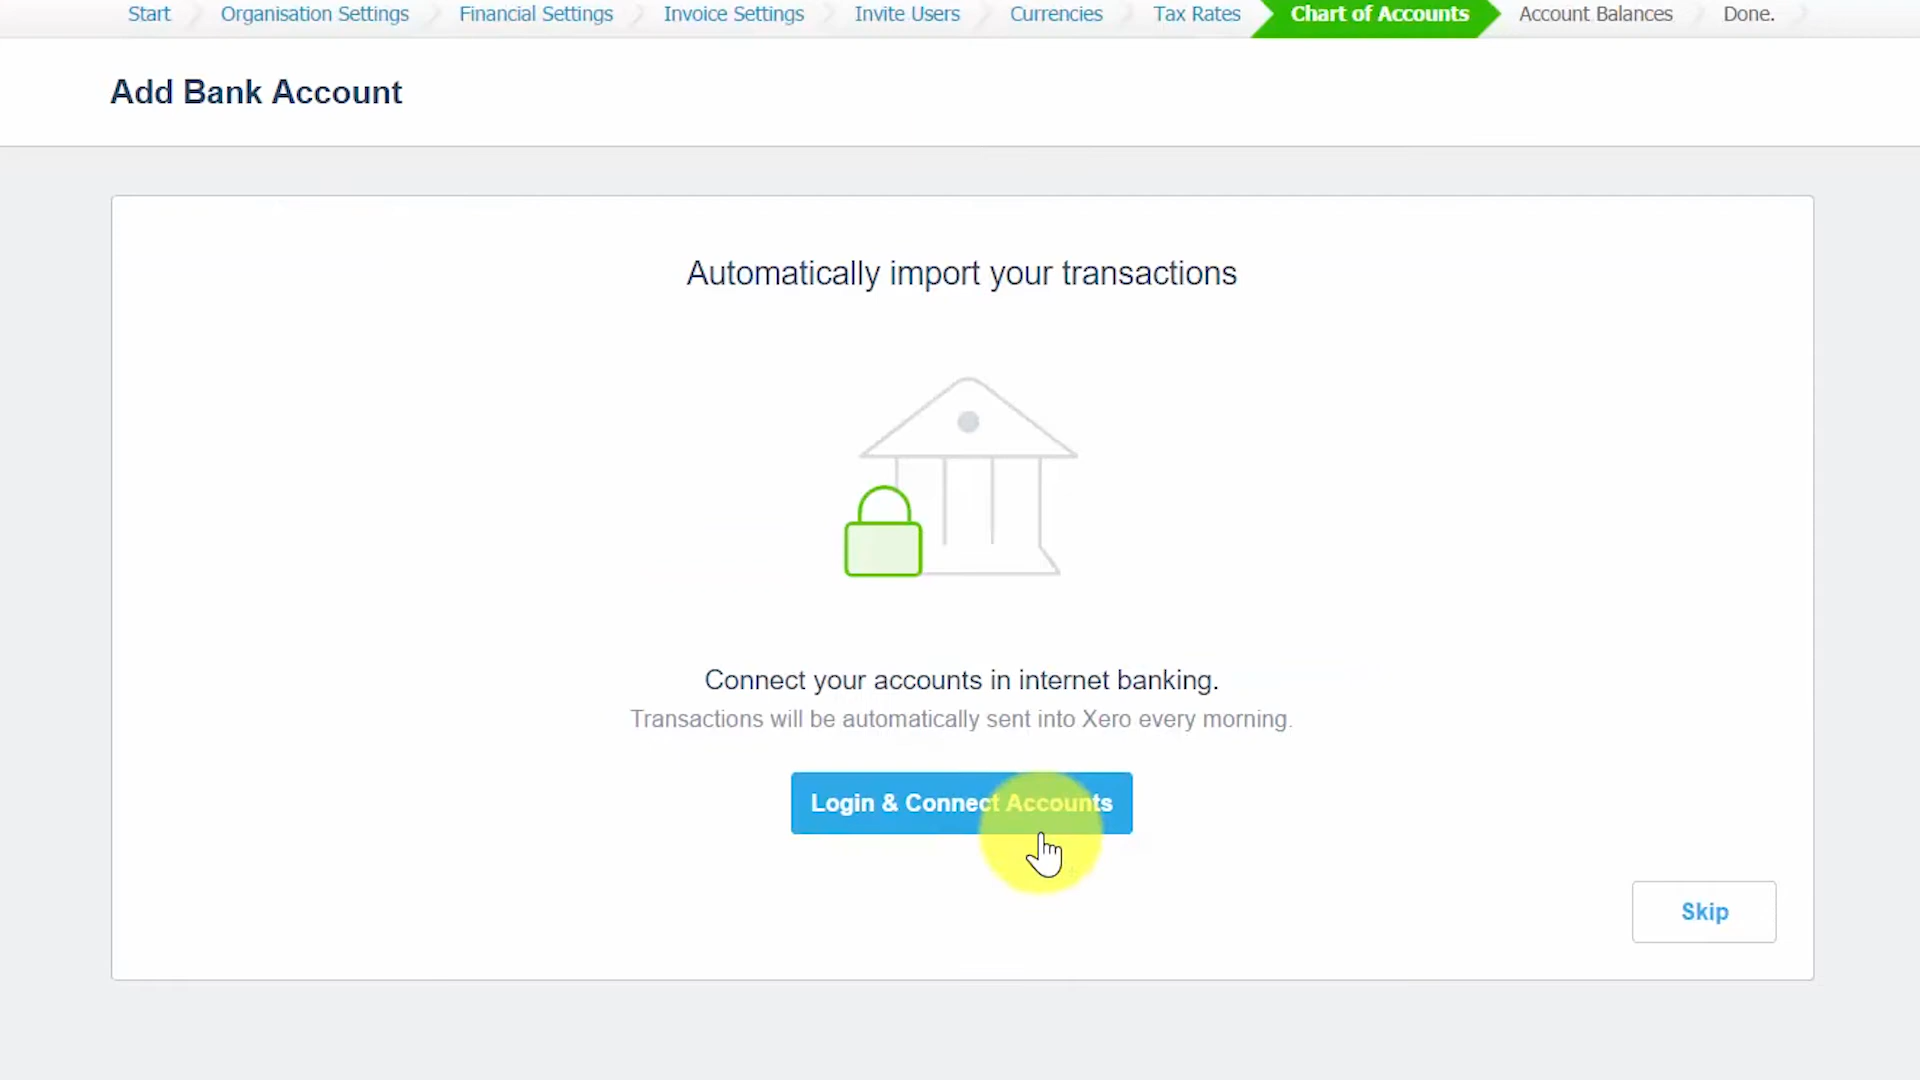 Start Organisation Settings Financial Settings Invoice Settings Invite Users Currencies Tax Rates Chart of Accounts Account Balances Done.
Add Bank Account
Automatically import your transactions
Connect your accounts in internet banking.
Transactions will be automatically sent into Xero every morning.
Login & Connect Accounts
Skip